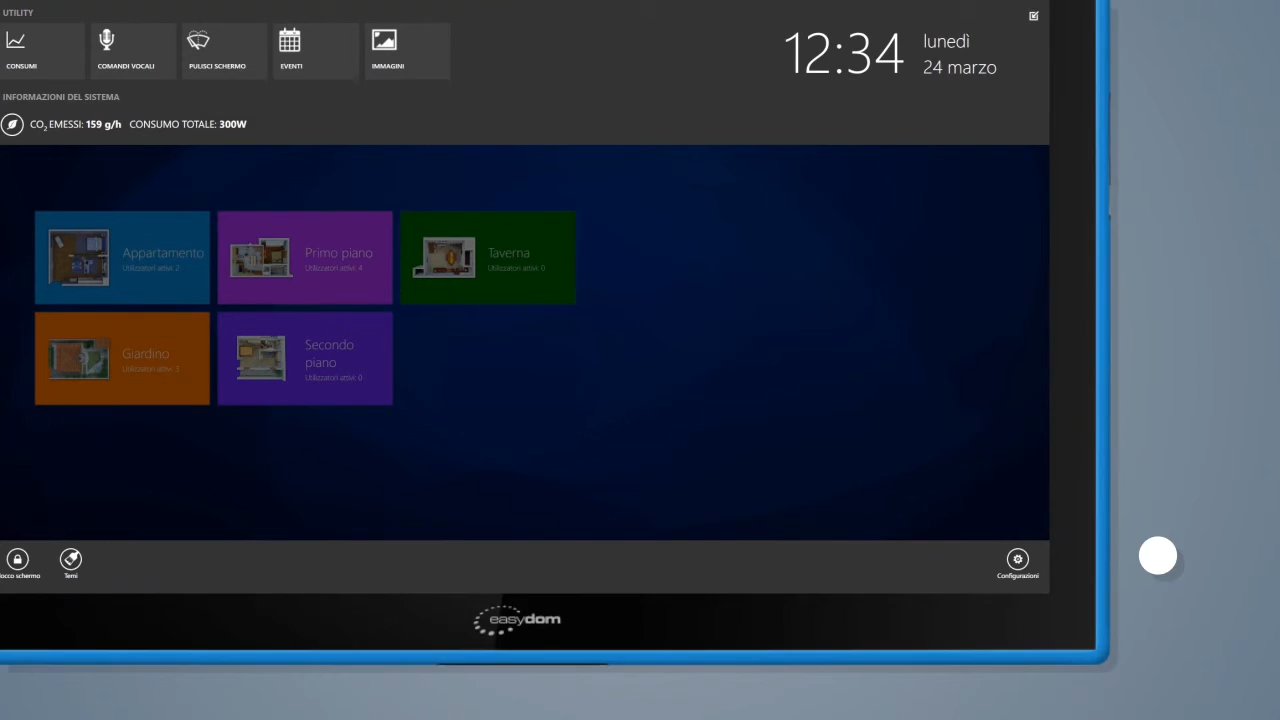 UTILITY
CONSUMI
COMANDI VOCALI
PULISCI SCHERMO
EVENTI
IMMAGINI
12:34
lunedì
24 marzo
INFORMAZIONI DEL SISTEMA
CO2 EMESSI: 159 g/h CONSUMO TOTALE: 300W
Appartamento
Utilizzatori attivi: 2
Primo piano
Utilizzatori attivi: 4
Taverna
Utilizzatori attivi: 0
Giardino
Utilizzatori attivi: 3
Secondo
piano
Utilizzatori attivi: 0
locco schermo
Temi
Configurazioni
easydom